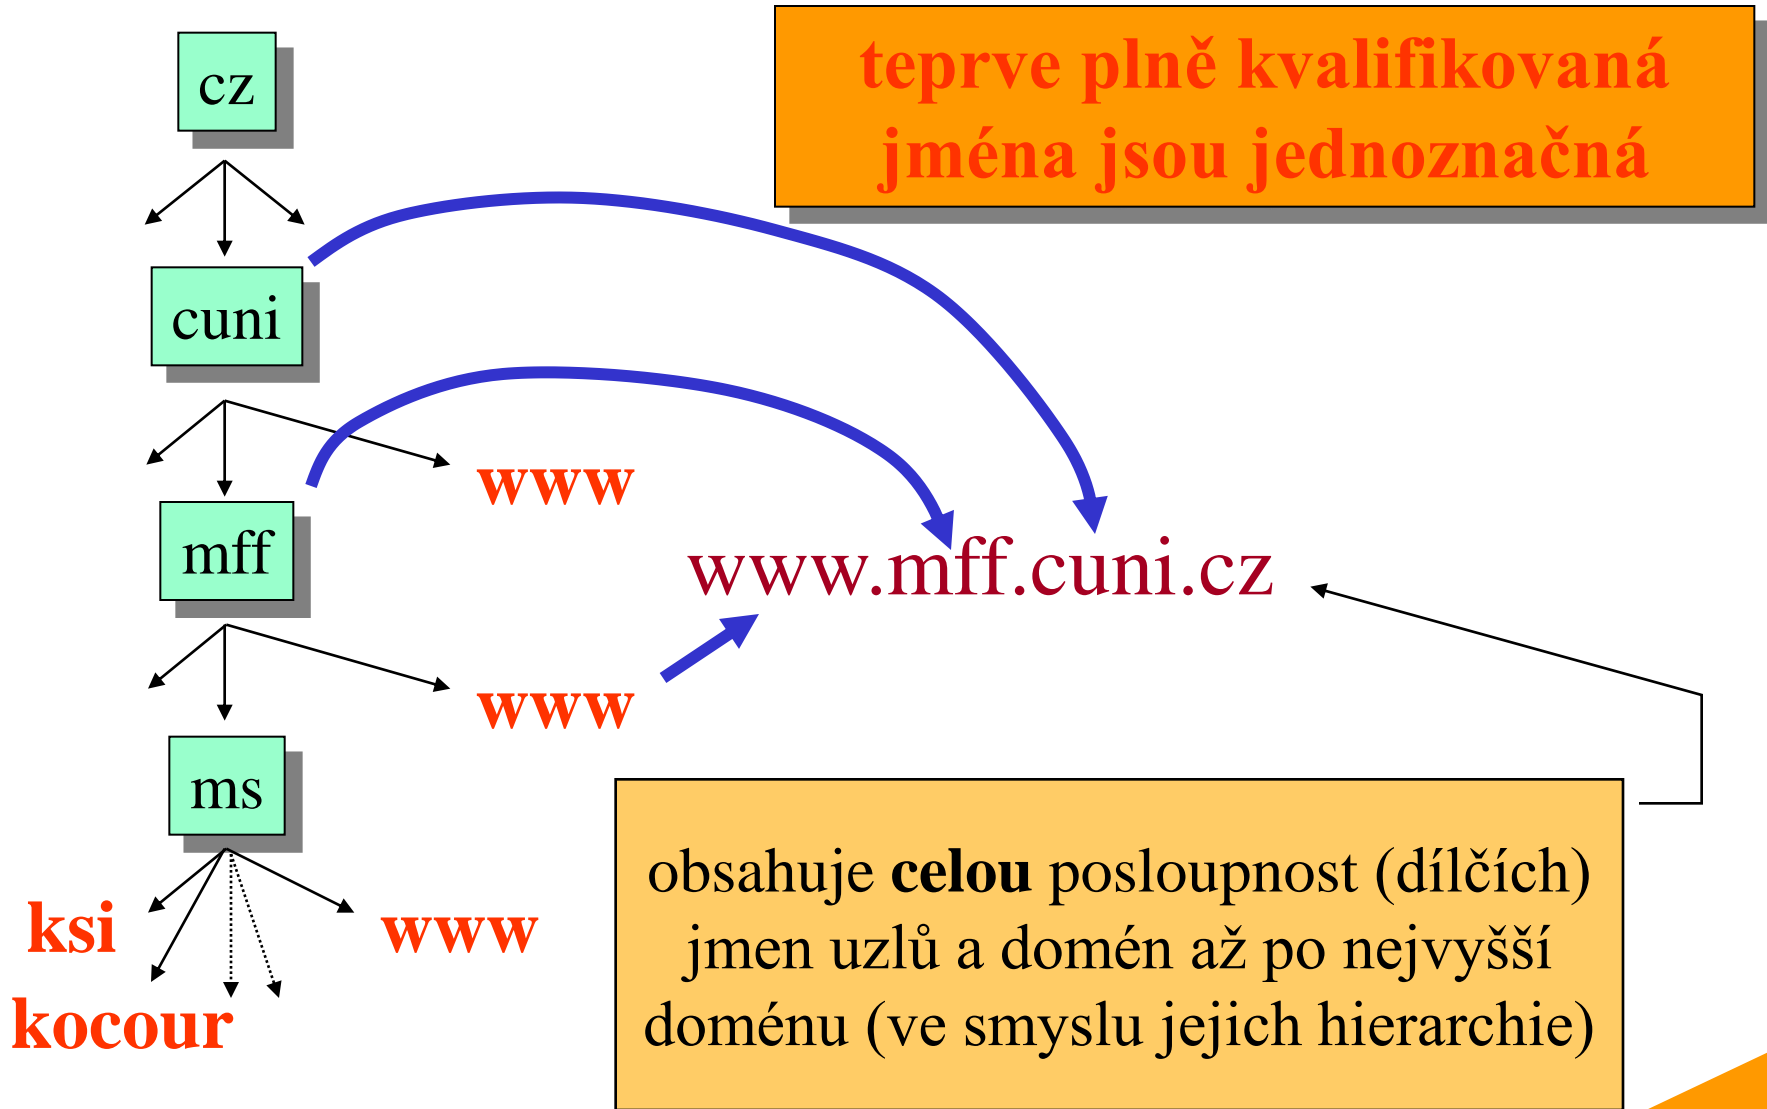 cz
teprve plně kvalifikovaná
jména jsou jednoznačná
cuni
www
mff
www.mff.cuni.cz
www
ms
ksi
www
kocour
obsahuje celou posloupnost (dílčích)
jmen uzlů a domén až po nejvyšší
doménu (ve smyslu jejich hierarchie)